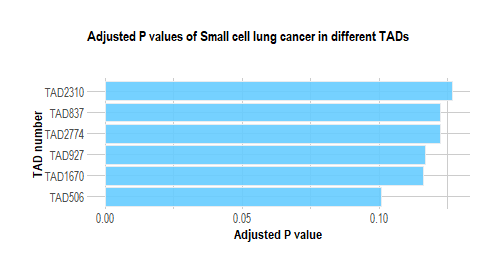 Adjusted P values of Small cell lung cancer in different TADs
TAD number
TAD2310
TAD837
TAD2774
TAD927
TAD1670
TAD506
0.00 0.05 0.10
Adjusted P value